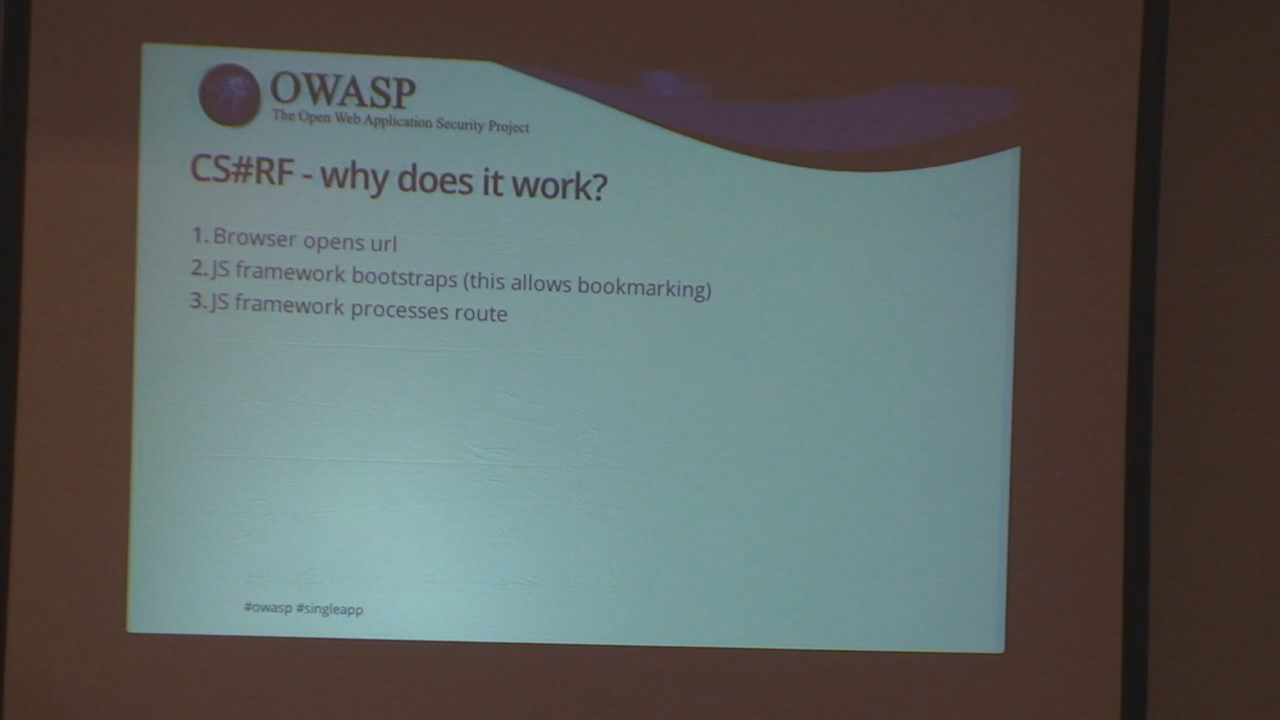 OWASP
The Open Web Application Security Project
CS#RF - why does it work?
1. Browser opens url
2. JS framework bootstraps (this allows bookmarking)
3. JS framework processes route
#owasp #singleapp